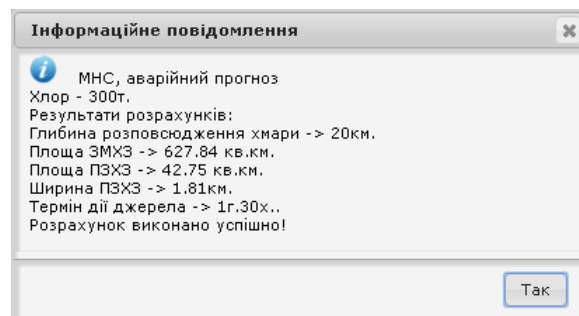 Інформаційне повідомлення
МНС, аварійний прогноз
Хлор - 300т.
Результати розрахунків:
Глибина розповсюдження хмари -> 20км.
Площа ЗМХЗ -> 627.84 кв.км.
Площа ПЗХЗ -> 42.75 кв.км.
Ширина ПЗХЗ -> 1.81км.
Термін дії джерела -> 1г.30х..
Розрахунок виконано успішно!
Так